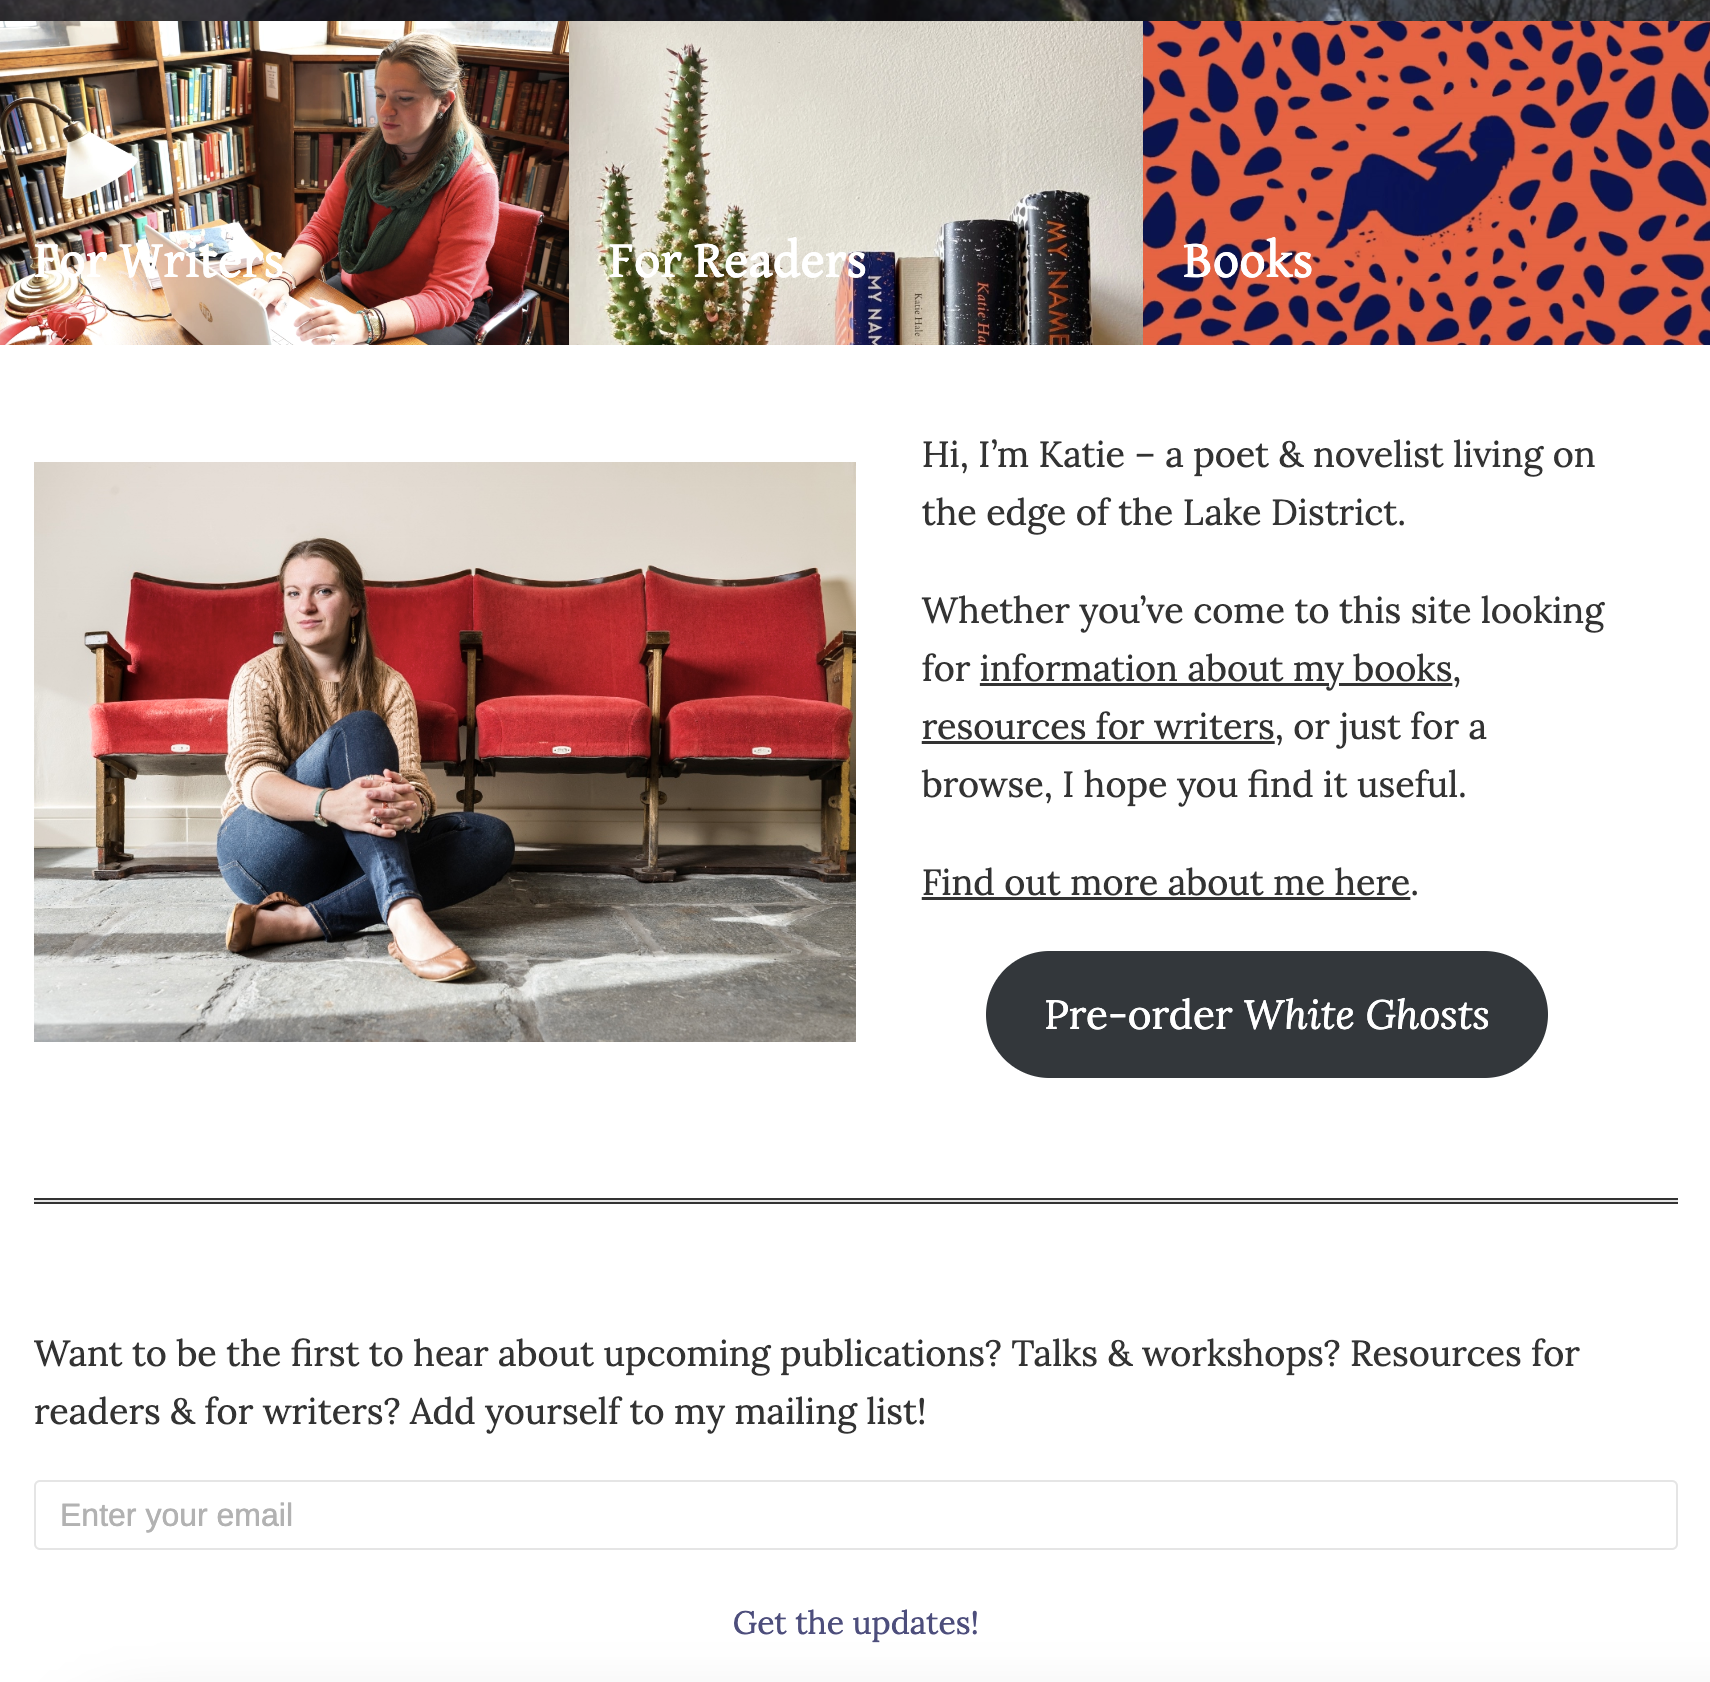 For Writers
For Readers
Books
MY NAM
Katie Hale
Katie Ha
MY NAME
Hi, I’m Katie – a poet & novelist living on
the edge of the Lake District.
Whether you’ve come to this site looking
for information about my books,
resources for writers, or just for a
browse, I hope you find it useful.
Find out more about me here.
Pre-order White Ghosts
Want to be the first to hear about upcoming publications? Talks & workshops? Resources for
readers & for writers? Add yourself to my mailing list!
Enter your email
Get the updates!